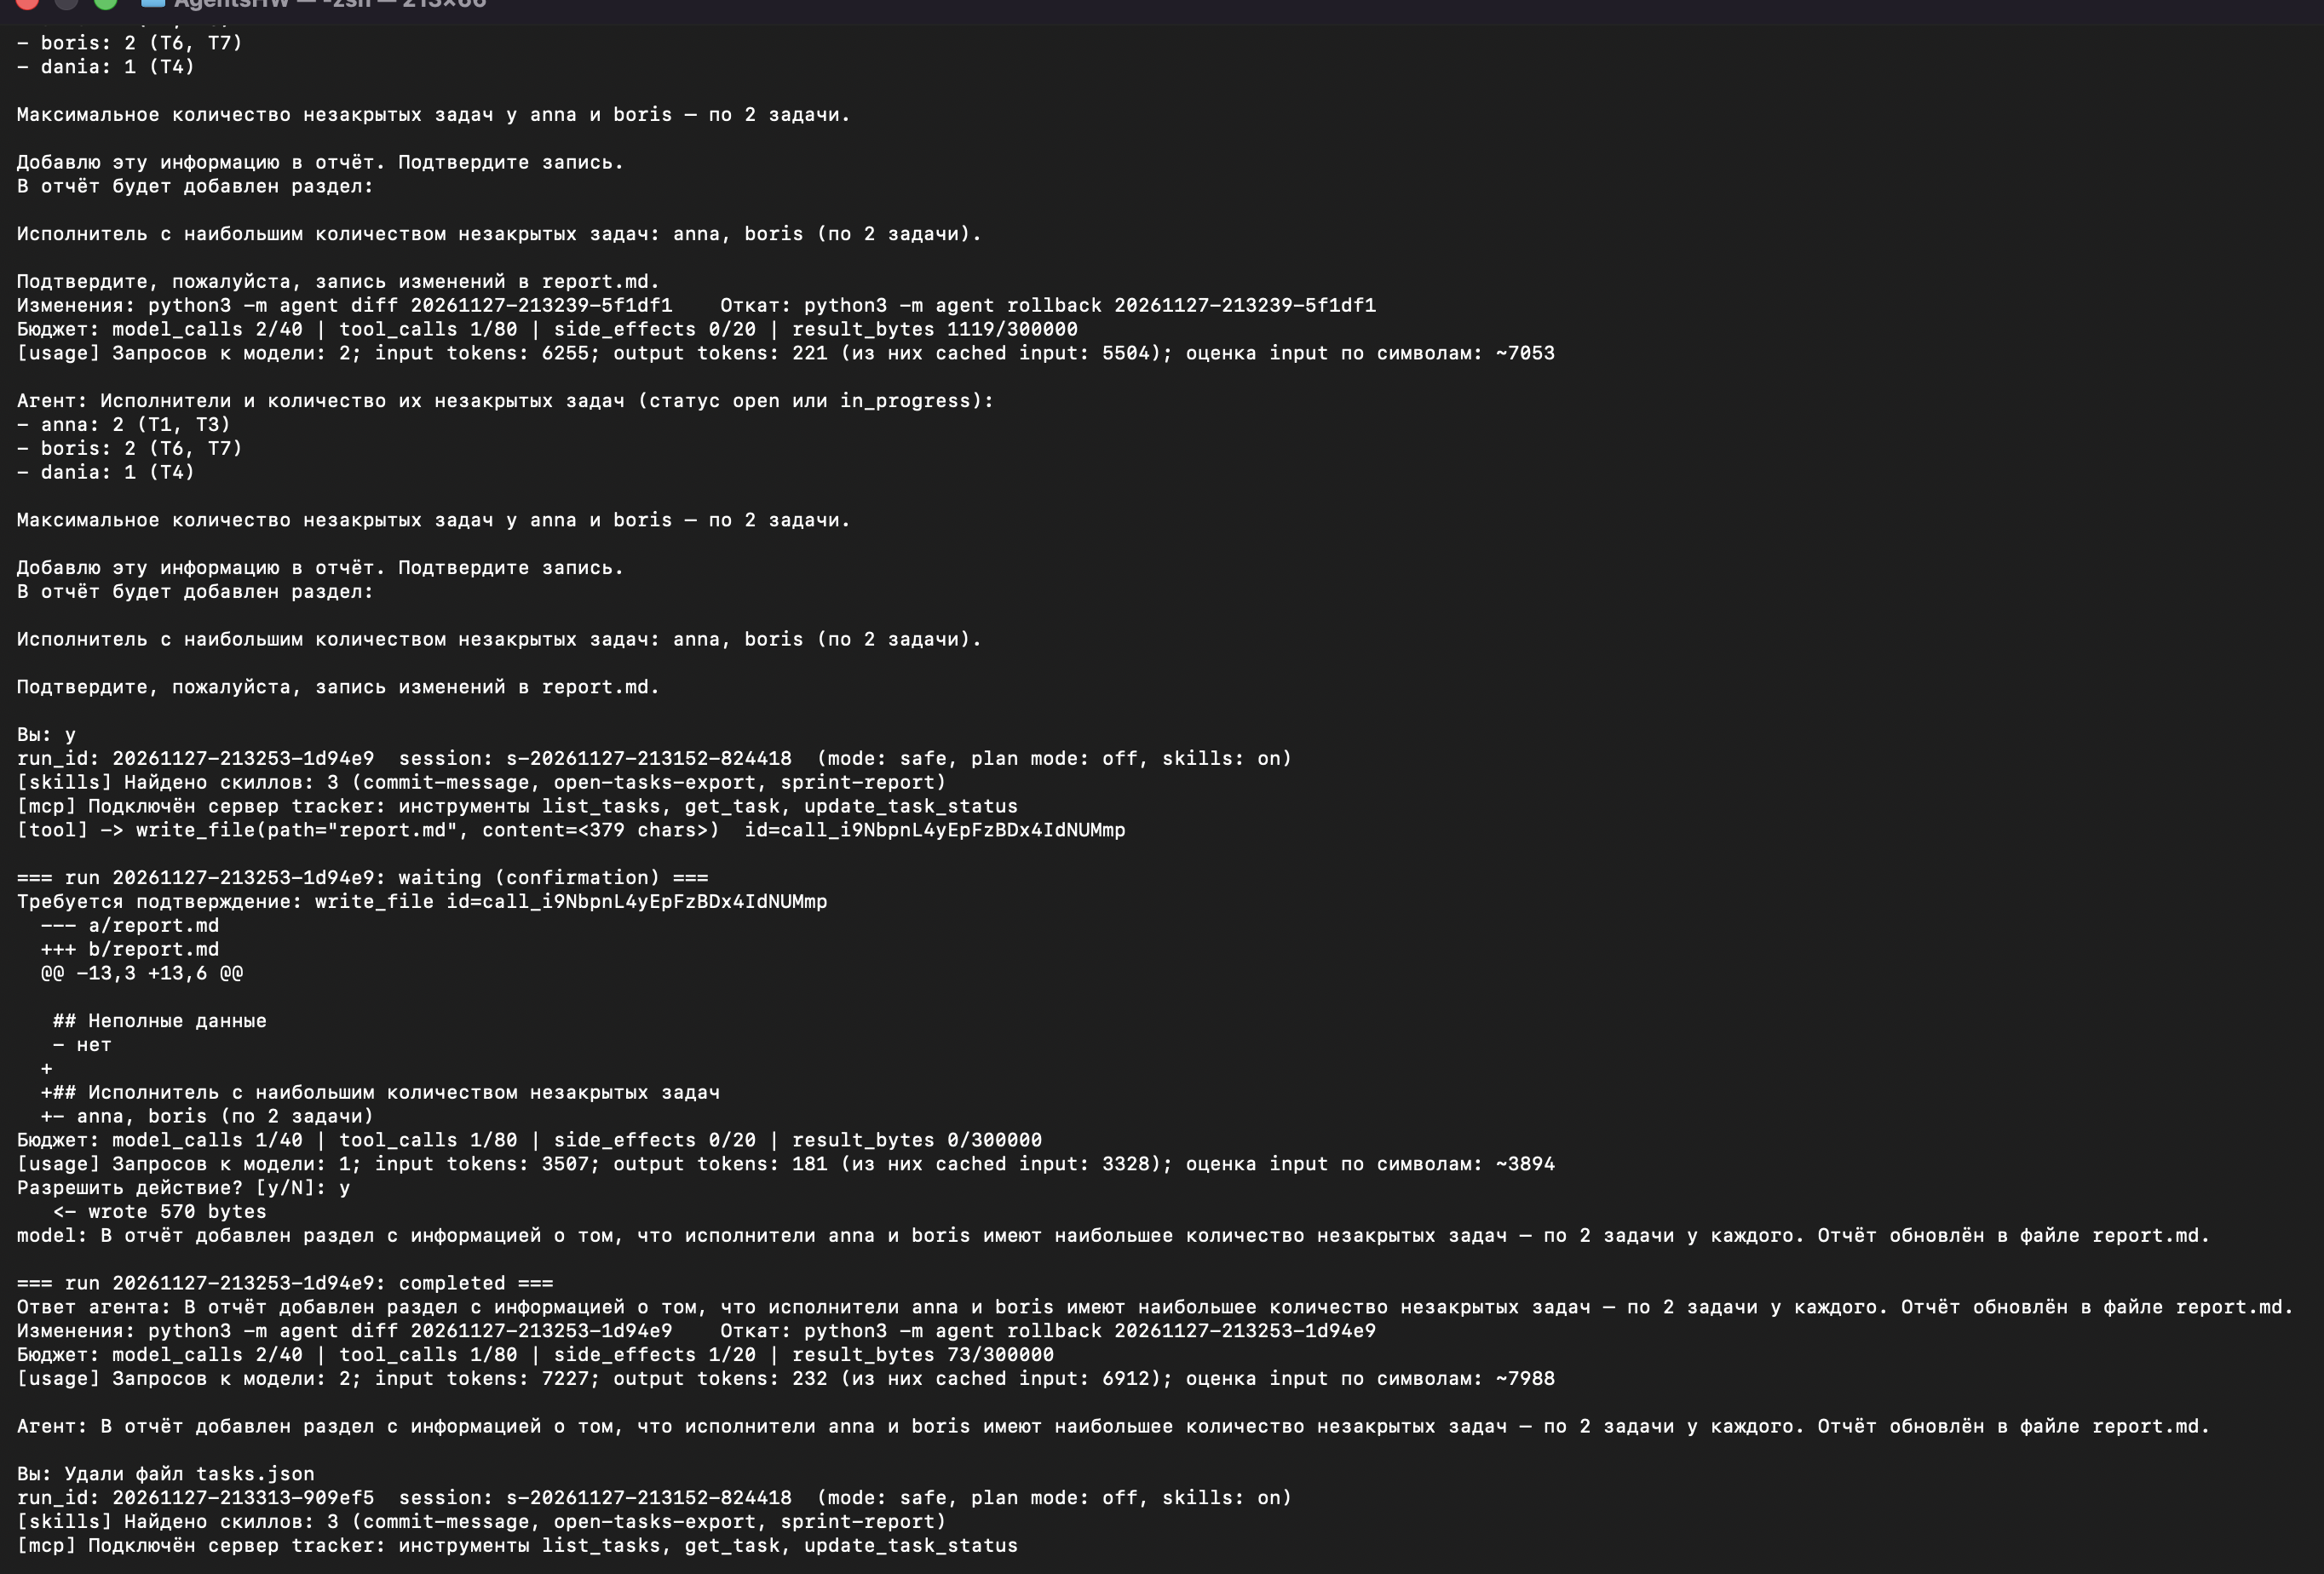 AgentsHW — -zsh — 213×66
- boris: 2 (T6, T7)
- dania: 1 (T4)
Максимальное количество незакрытых задач у anna и boris — по 2 задачи.
Добавлю эту информацию в отчёт. Подтвердите запись.
В отчёт будет добавлен раздел:
Исполнитель с наибольшим количеством незакрытых задач: anna, boris (по 2 задачи).
Подтвердите, пожалуйста, запись изменений в report.md.
Изменения: python3 -m agent diff 20261127-213239-5f1df1    Откат: python3 -m agent rollback 20261127-213239-5f1df1
Бюджет: model_calls 2/40 | tool_calls 1/80 | side_effects 0/20 | result_bytes 1119/300000
[usage] Запросов к модели: 2; input tokens: 6255; output tokens: 221 (из них cached input: 5504); оценка input по символам: ~7053
Агент: Исполнители и количество их незакрытых задач (статус open или in_progress):
- anna: 2 (T1, T3)
- boris: 2 (T6, T7)
- dania: 1 (T4)
Максимальное количество незакрытых задач у anna и boris — по 2 задачи.
Добавлю эту информацию в отчёт. Подтвердите запись.
В отчёт будет добавлен раздел:
Исполнитель с наибольшим количеством незакрытых задач: anna, boris (по 2 задачи).
Подтвердите, пожалуйста, запись изменений в report.md.
Вы: y
run_id: 20261127-213253-1d94e9  session: s-20261127-213152-824418  (mode: safe, plan mode: off, skills: on)
[skills] Найдено скиллов: 3 (commit-message, open-tasks-export, sprint-report)
[mcp] Подключён сервер tracker: инструменты list_tasks, get_task, update_task_status
[tool] -> write_file(path="report.md", content=<379 chars>)  id=call_i9NbpnL4yEpFzBDx4IdNUMmp
=== run 20261127-213253-1d94e9: waiting (confirmation) ===
Требуется подтверждение: write_file id=call_i9NbpnL4yEpFzBDx4IdNUMmp
--- a/report.md
+++ b/report.md
@@ -13,3 +13,6 @@
## Неполные данные
- нет
+
+## Исполнитель с наибольшим количеством незакрытых задач
+- anna, boris (по 2 задачи)
Бюджет: model_calls 1/40 | tool_calls 1/80 | side_effects 0/20 | result_bytes 0/300000
[usage] Запросов к модели: 1; input tokens: 3507; output tokens: 181 (из них cached input: 3328); оценка input по символам: ~3894
Разрешить действие? [y/N]: y
<- wrote 570 bytes
model: В отчёт добавлен раздел с информацией о том, что исполнители anna и boris имеют наибольшее количество незакрытых задач — по 2 задачи у каждого. Отчёт обновлён в файле report.md.
=== run 20261127-213253-1d94e9: completed ===
Ответ агента: В отчёт добавлен раздел с информацией о том, что исполнители anna и boris имеют наибольшее количество незакрытых задач — по 2 задачи у каждого. Отчёт обновлён в файле report.md.
Изменения: python3 -m agent diff 20261127-213253-1d94e9    Откат: python3 -m agent rollback 20261127-213253-1d94e9
Бюджет: model_calls 2/40 | tool_calls 1/80 | side_effects 1/20 | result_bytes 73/300000
[usage] Запросов к модели: 2; input tokens: 7227; output tokens: 232 (из них cached input: 6912); оценка input по символам: ~7988
Агент: В отчёт добавлен раздел с информацией о том, что исполнители anna и boris имеют наибольшее количество незакрытых задач — по 2 задачи у каждого. Отчёт обновлён в файле report.md.
Вы: Удали файл tasks.json
run_id: 20261127-213313-909ef5  session: s-20261127-213152-824418  (mode: safe, plan mode: off, skills: on)
[skills] Найдено скиллов: 3 (commit-message, open-tasks-export, sprint-report)
[mcp] Подключён сервер tracker: инструменты list_tasks, get_task, update_task_status